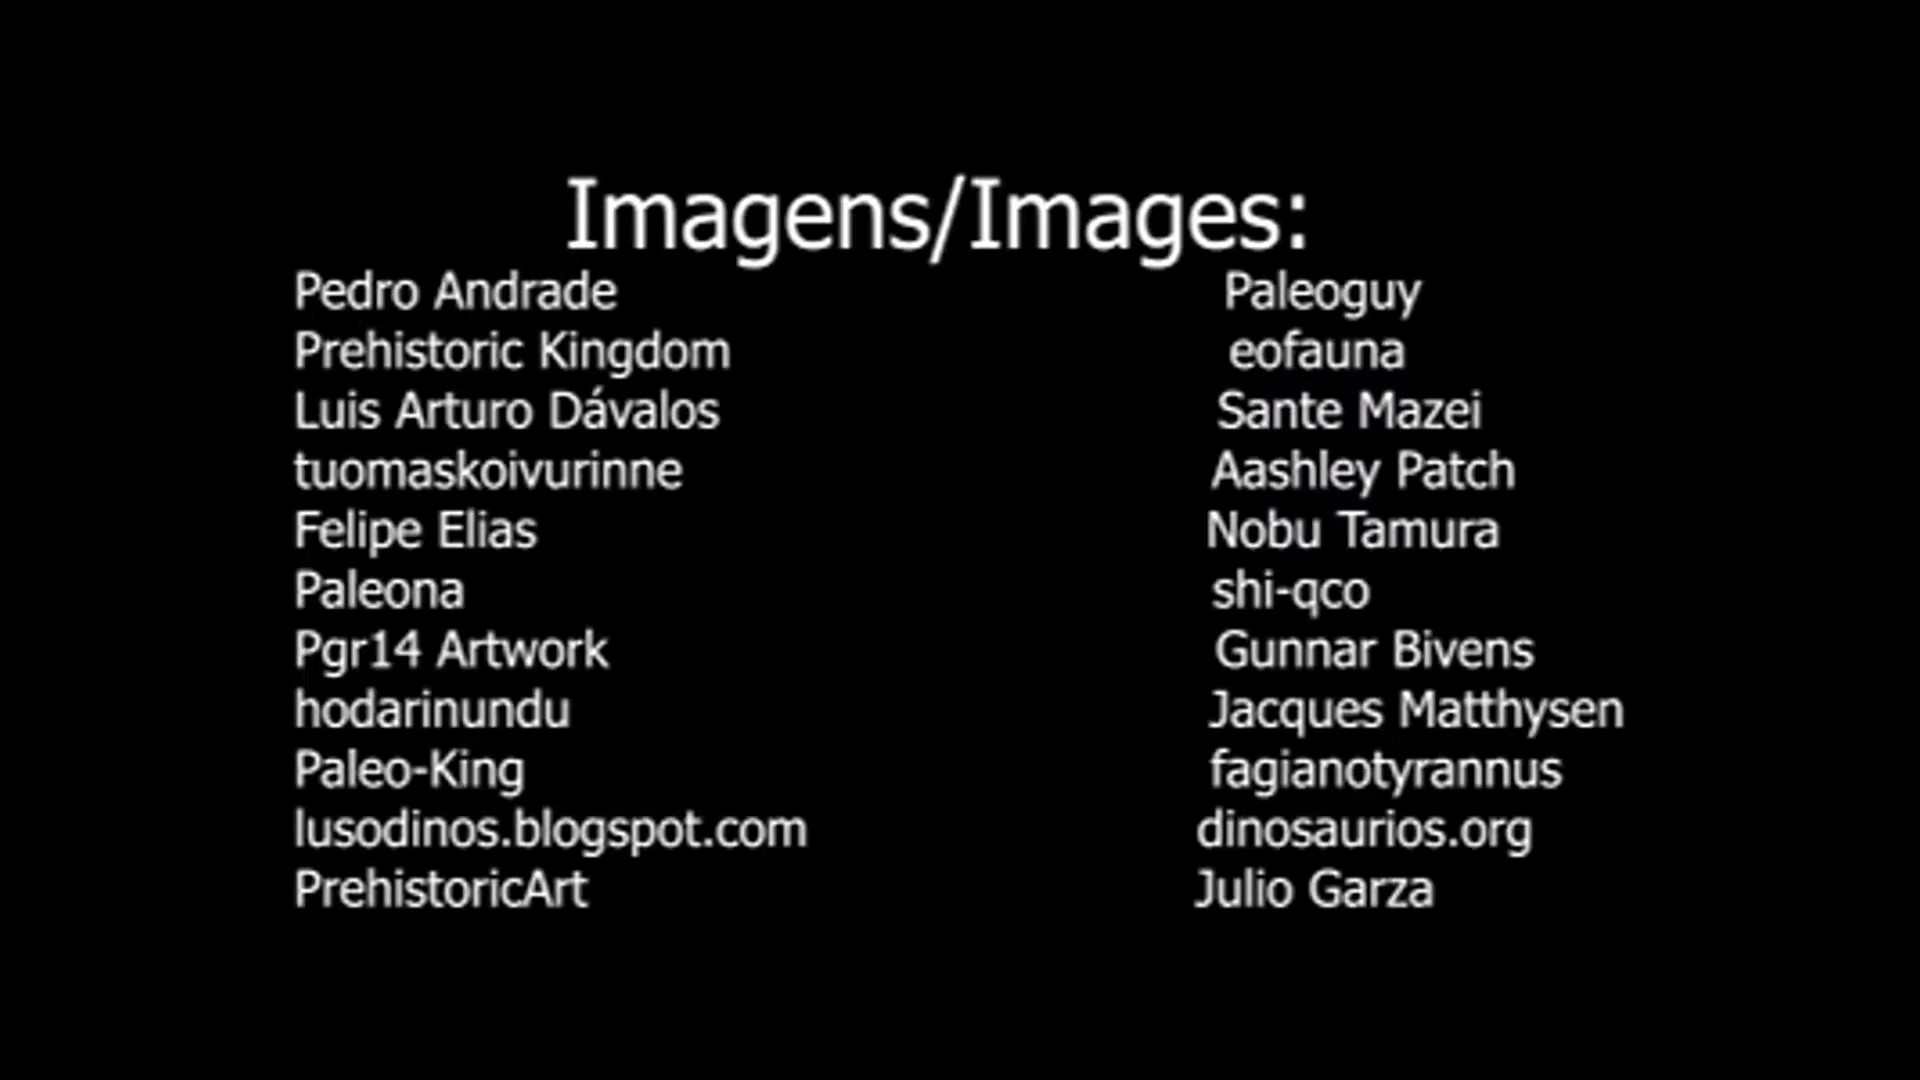 Imagens/Images:
Pedro Andrade
Prehistoric Kingdom
Luis Arturo Dávalos
tuomaskoivurinne
Felipe Elias
Paleona
Pgr14 Artwork
hodarinundu
Paleo-King
lusodinos.blogspot.com
PrehistoricArt
Paleoguy
eofauna
Sante Mazei
Aashley Patch
Nobu Tamura
shi-qco
Gunnar Bivens
Jacques Matthysen
fagianotyrannus
dinosaurios.org
Julio Garza